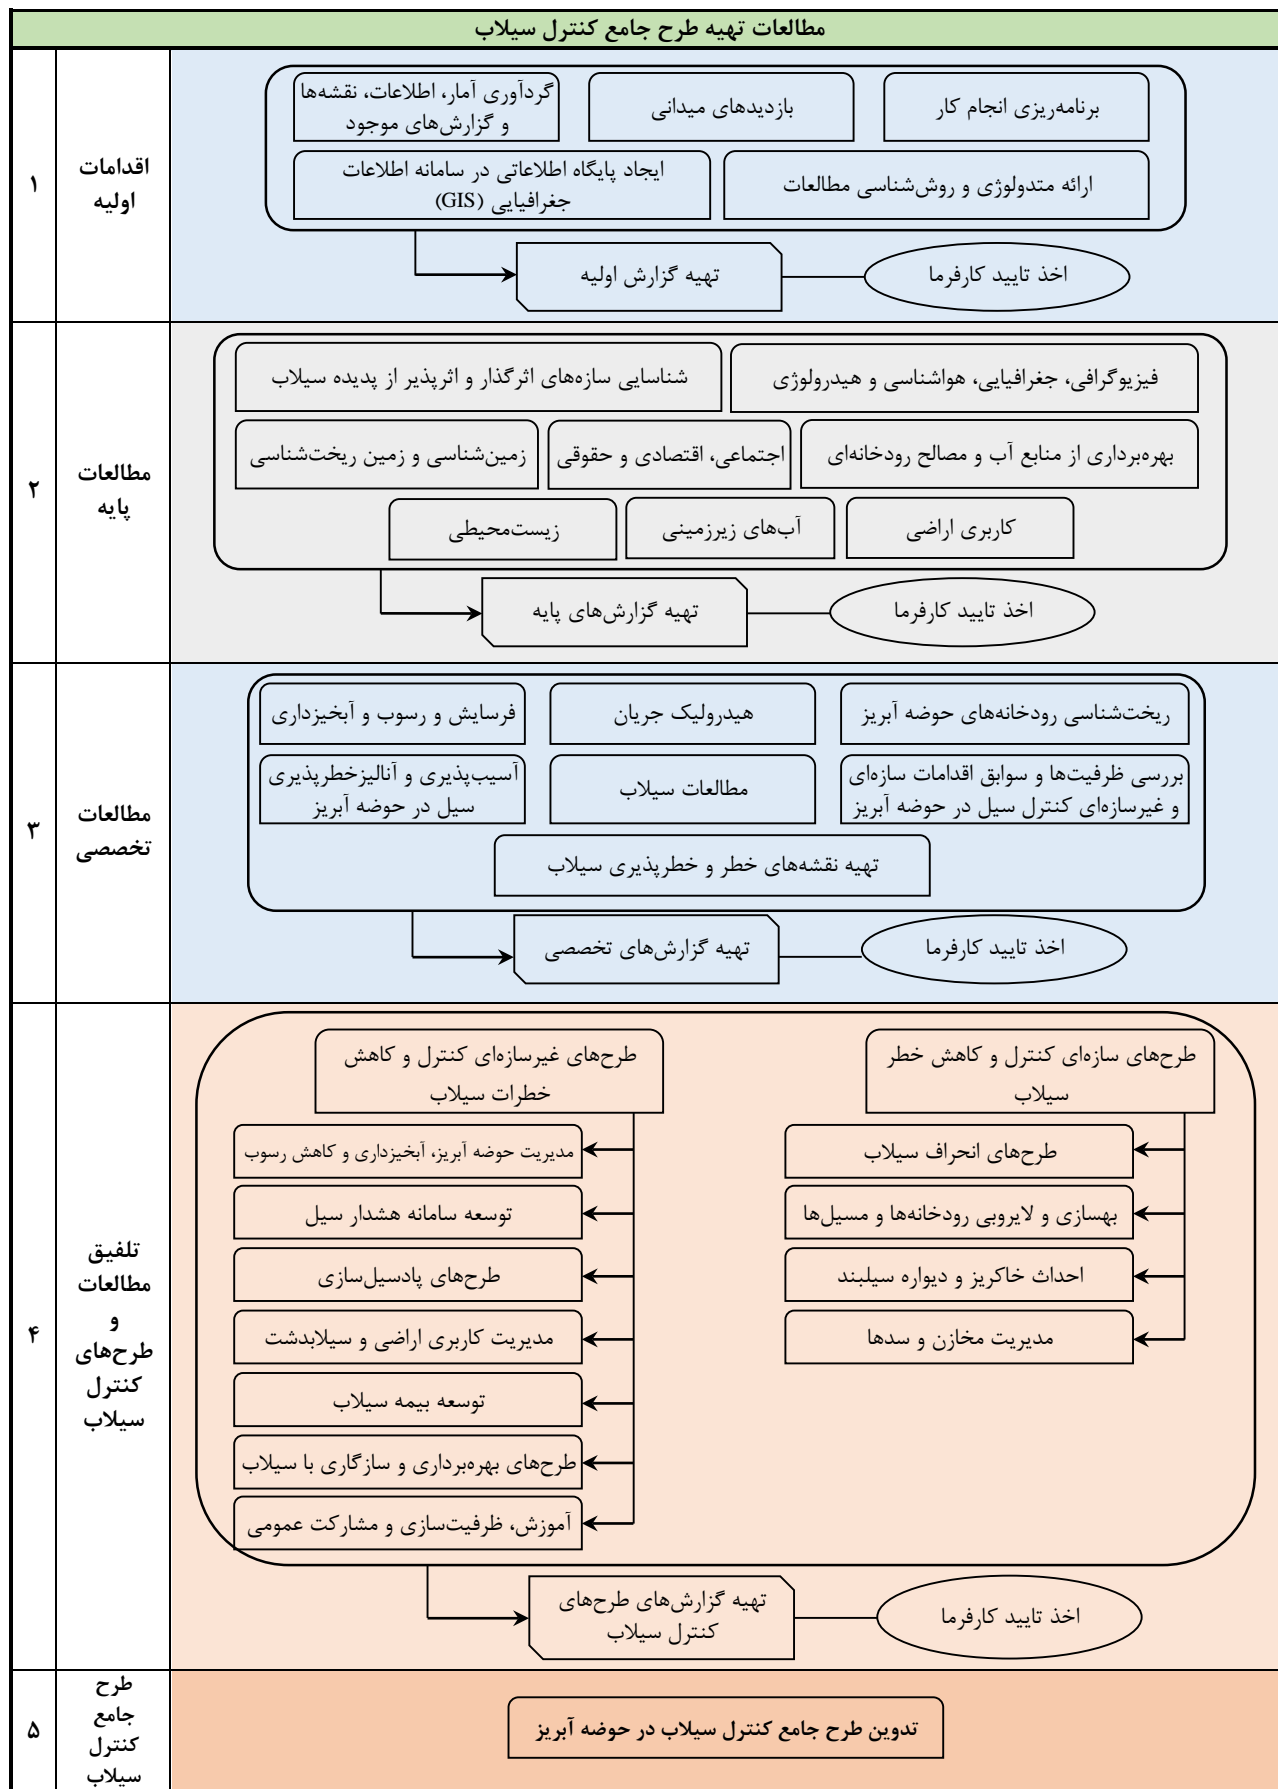 مطالعات تهیه طرح جامع کنترل سیلاب
۱
اقدامات
اولیه
برنامه‌ریزی انجام کار
بازدیدهای میدانی
گردآوری آمار، اطلاعات، نقشه‌ها
و گزارش‌های موجود
ارائه متدولوژی و روش‌شناسی مطالعات
ایجاد پایگاه اطلاعاتی در سامانه اطلاعات
جغرافیایی (GIS)
اخذ تایید کارفرما
تهیه گزارش اولیه
۲
مطالعات
پایه
فیزیوگرافی، جغرافیایی، هواشناسی و هیدرولوژی
شناسایی سازه‌های اثرگذار و اثرپذیر از پدیده سیلاب
بهره‌برداری از منابع آب و مصالح رودخانه‌ای
اجتماعی، اقتصادی و حقوقی
زمین‌شناسی و زمین ریخت‌شناسی
کاربری اراضی
آب‌های زیرزمینی
زیست‌محیطی
اخذ تایید کارفرما
تهیه گزارش‌های پایه
۳
مطالعات
تخصصی
ریخت‌شناسی رودخانه‌های حوضه آبریز
هیدرولیک جریان
فرسایش و رسوب و آبخیزداری
بررسی ظرفیت‌ها و سوابق اقدامات سازه‌ای
و غیرسازه‌ای کنترل سیل در حوضه آبریز
مطالعات سیلاب
آسیب‌پذیری و آنالیزخطرپذیری
سیل در حوضه آبریز
تهیه نقشه‌های خطر و خطرپذیری سیلاب
اخذ تایید کارفرما
تهیه گزارش‌های تخصصی
۴
تلفیق
مطالعات
و
طرح‌های
کنترل
سیلاب
طرح‌های سازه‌ای کنترل و کاهش خطر
سیلاب
طرح‌های انحراف سیلاب
بهسازی و لایروبی رودخانه‌ها و مسیل‌ها
احداث خاکریز و دیواره سیلبند
مدیریت مخازن و سدها
طرح‌های غیرسازه‌ای کنترل و کاهش
خطرات سیلاب
مدیریت حوضه آبریز، آبخیزداری و کاهش رسوب
توسعه سامانه هشدار سیل
طرح‌های پادسیل‌سازی
مدیریت کاربری اراضی و سیلابدشت
توسعه بیمه سیلاب
طرح‌های بهره‌برداری و سازگاری با سیلاب
آموزش، ظرفیت‌سازی و مشارکت عمومی
اخذ تایید کارفرما
تهیه گزارش‌های طرح‌های
کنترل سیلاب
۵
طرح
جامع
کنترل
سیلاب
تدوین طرح جامع کنترل سیلاب در حوضه آبریز